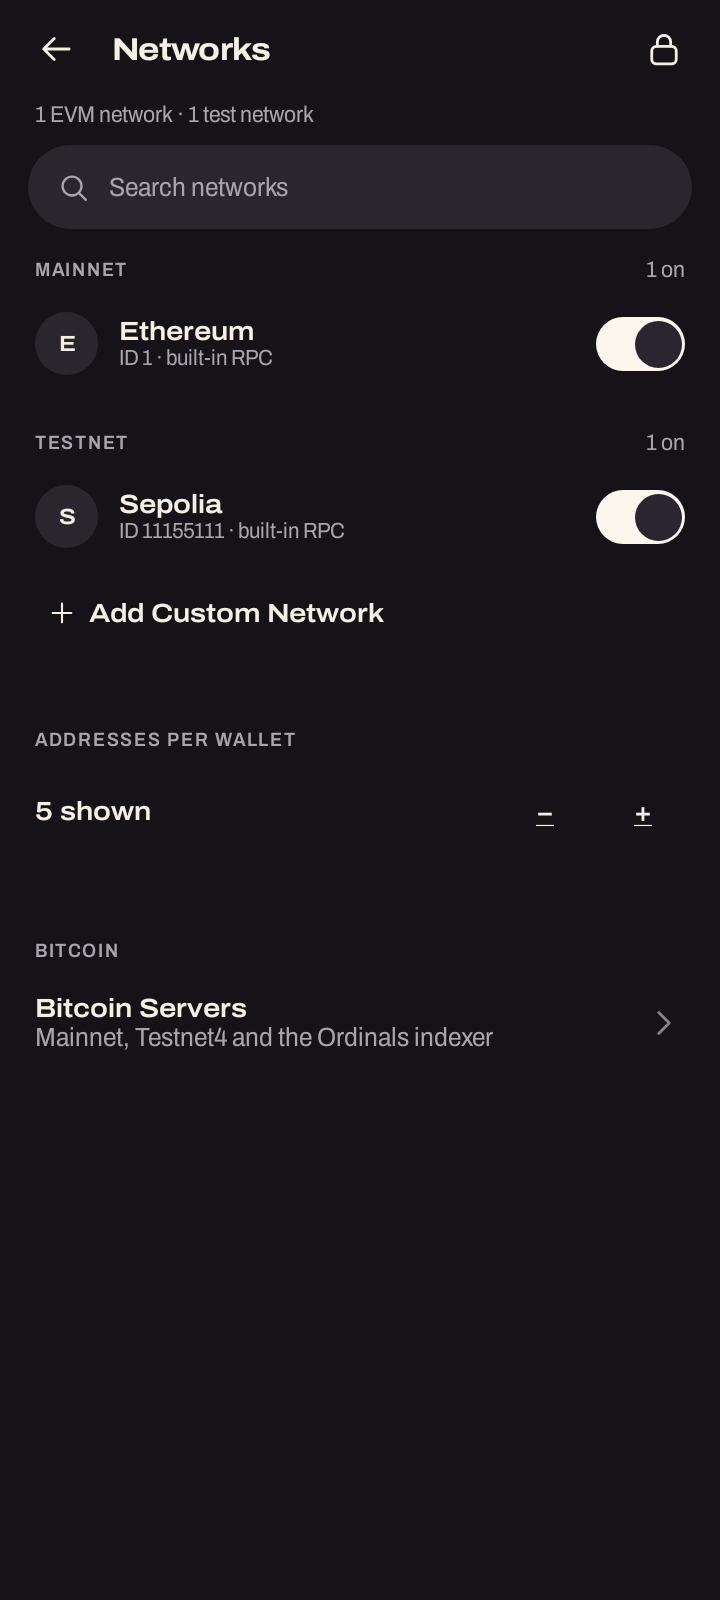 Networks
1 EVM network · 1 test network
Search networks
MAINNET 1 on
E Ethereum
ID 1 · built-in RPC
TESTNET 1 on
S Sepolia
ID 11155111 · built-in RPC
+ Add Custom Network
ADDRESSES PER WALLET
5 shown − +
BITCOIN
Bitcoin Servers
Mainnet, Testnet4 and the Ordinals indexer